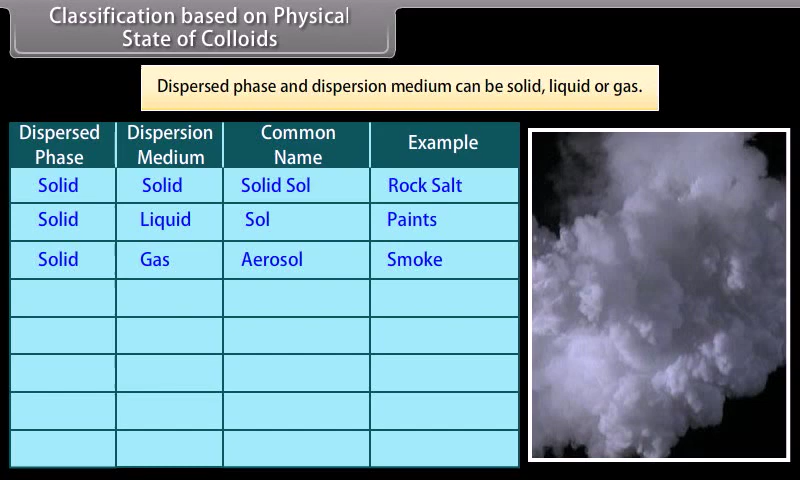 Classification based on Physical
State of Colloids
Dispersed phase and dispersion medium can be solid, liquid or gas.
Dispersed Phase Dispersion Medium Common Name Example
Solid Solid Solid Sol Rock Salt
Solid Liquid Sol Paints
Solid Gas Aerosol Smoke